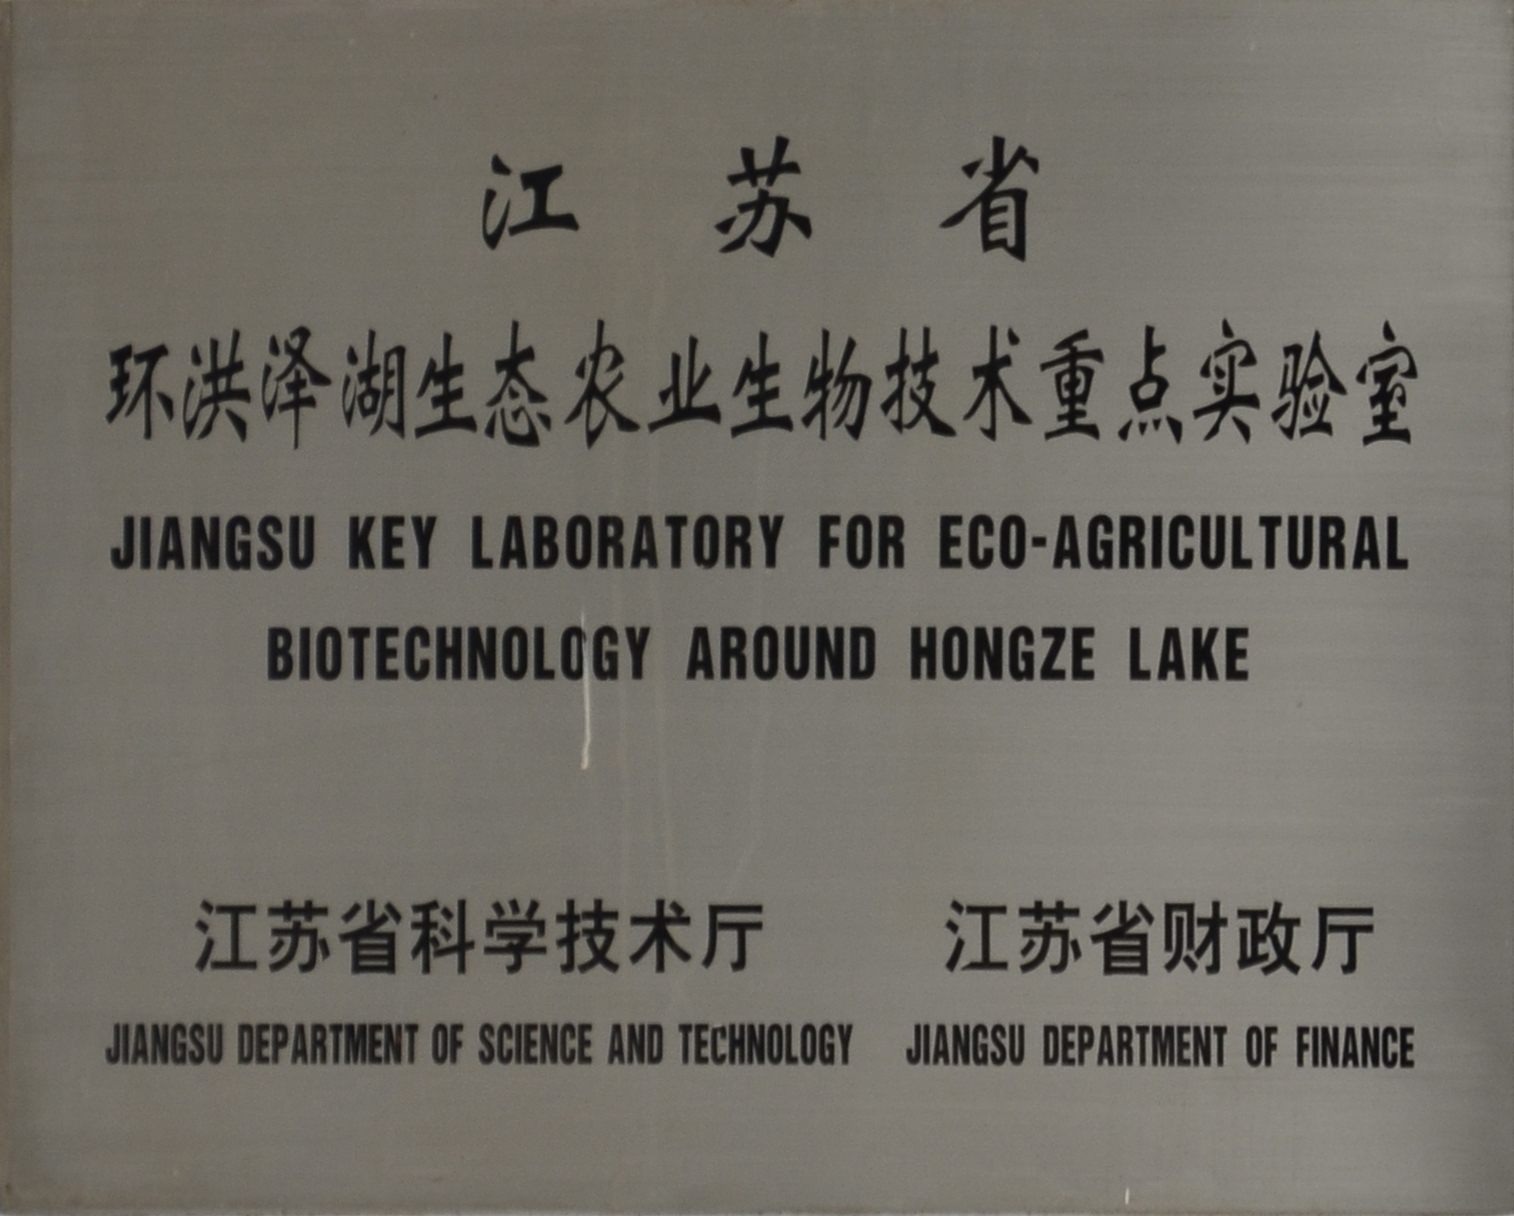 江苏省
环洪泽湖生态农业生物技术重点实验室
JIANGSU KEY LABORATORY FOR ECO-AGRICULTURAL
BIOTECHNOLOGY AROUND HONGZE LAKE
江苏省科学技术厅 江苏省财政厅
JIANGSU DEPARTMENT OF SCIENCE AND TECHNOLOGY JIANGSU DEPARTMENT OF FINANCE